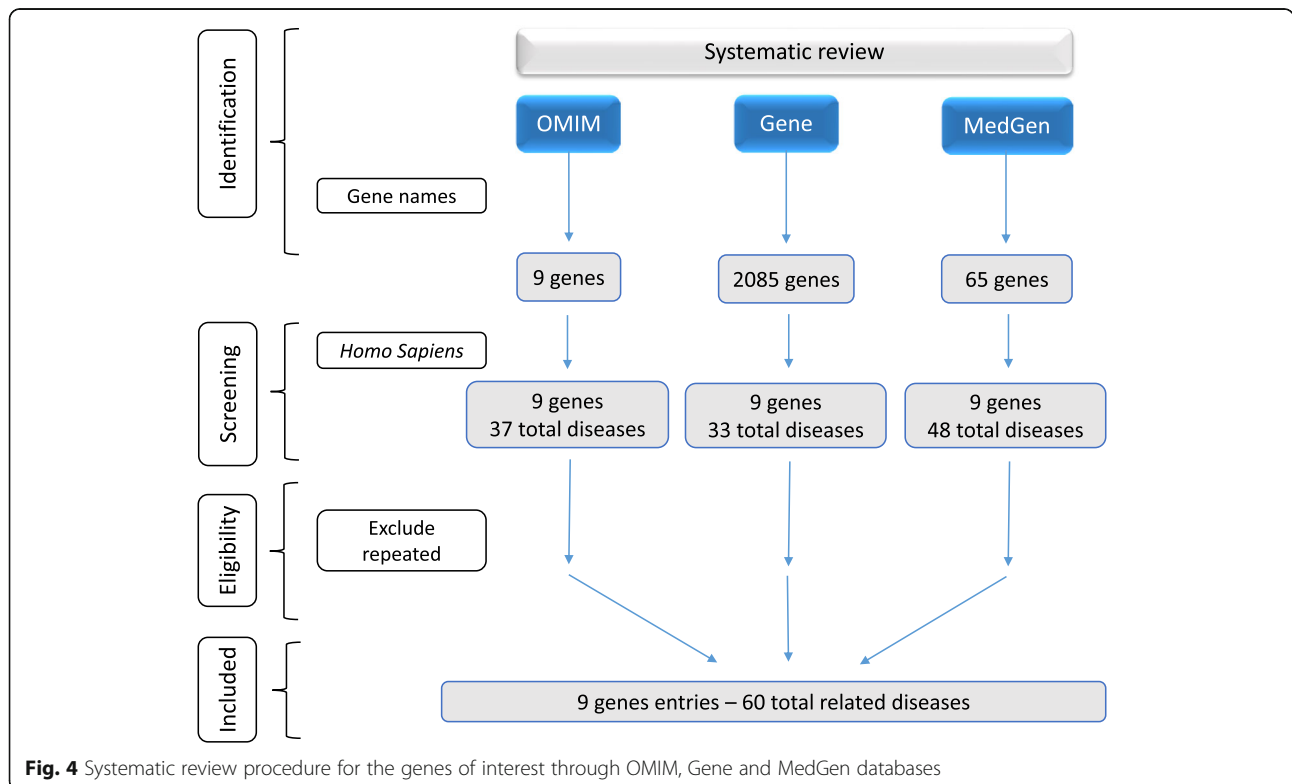 Identification
Systematic review
OMIM
Gene
MedGen
Gene names
9 genes
2085 genes
65 genes
Screening
Homo Sapiens
9 genes
37 total diseases
9 genes
33 total diseases
9 genes
48 total diseases
Eligibility
Exclude
repeated
Included
9 genes entries – 60 total related diseases
Fig. 4 Systematic review procedure for the genes of interest through OMIM, Gene and MedGen databases